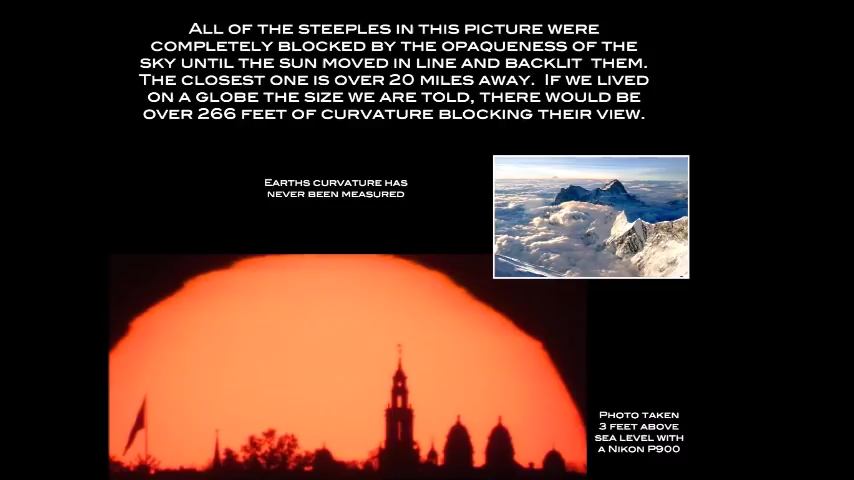 All of the steeples in this picture were
completely blocked by the opaqueness of the
sky until the sun moved in line and backlit them.
The closest one is over 20 miles away. If we lived
on a globe the size we are told, there would be
over 266 feet of curvature blocking their view.
Earths curvature has
never been measured
Photo taken
3 feet above
sea level with
a Nikon P900